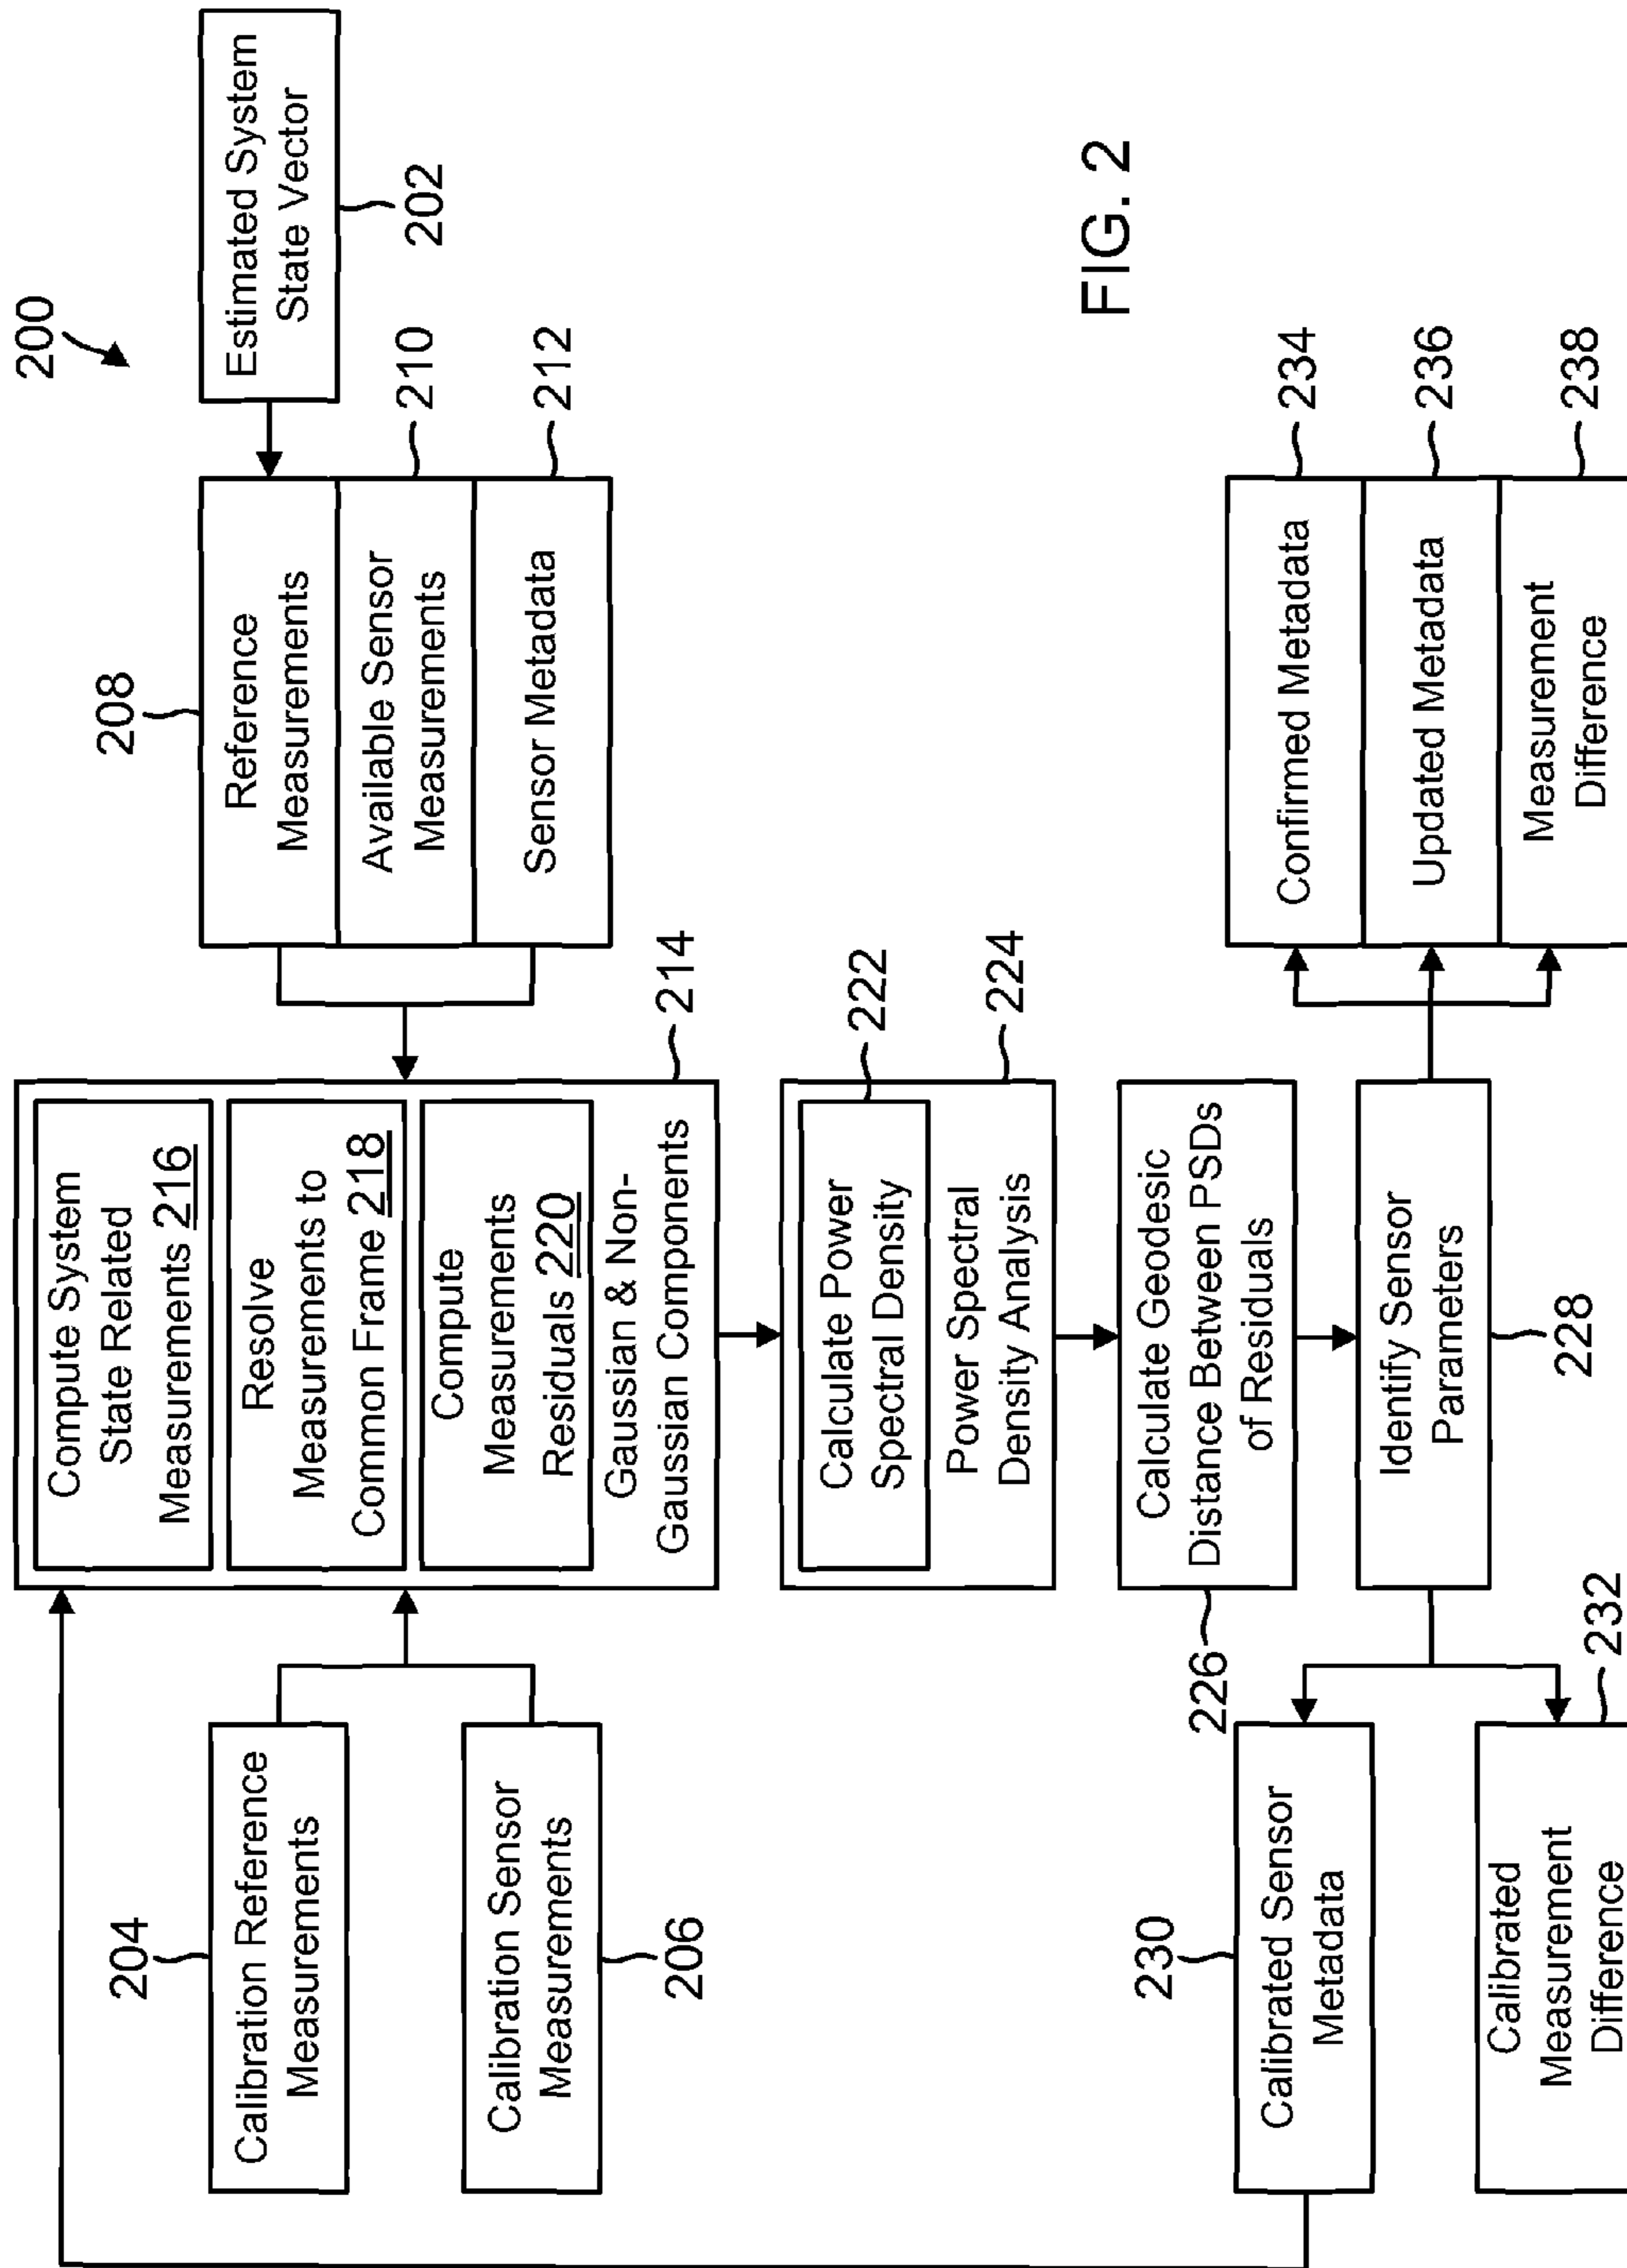 200
204
Calibration Reference
Measurements
Calibration Sensor
Measurements
206
Compute System
State Related
Measurements 216
Resolve
Measurements to
Common Frame 218
Compute
Measurements
Residuals 220
Gaussian & Non-
Gaussian Components
214
208
Reference
Measurements
Available Sensor
Measurements
Sensor Metadata
210
212
Estimated System
State Vector
202
Calculate Power
Spectral Density
Power Spectral
Density Analysis
222
224
Calculate Geodesic
Distance Between PSDs
of Residuals
226
Identify Sensor
Parameters
228
230
Calibrated Sensor
Metadata
Calibrated
Measurement
Difference
232
Confirmed Metadata
Updated Metadata
Measurement
Difference
234
236
238
FIG. 2